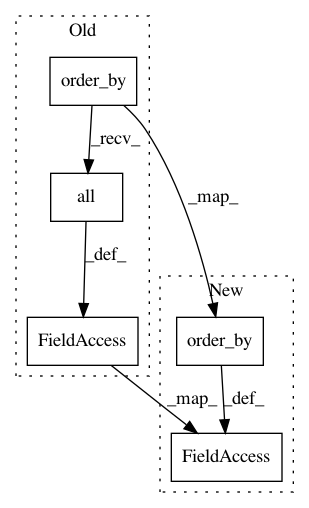 Old
order_by
_recv_
all
_map_
_def_
New
FieldAccess
order_by
_map_
_def_
FieldAccess